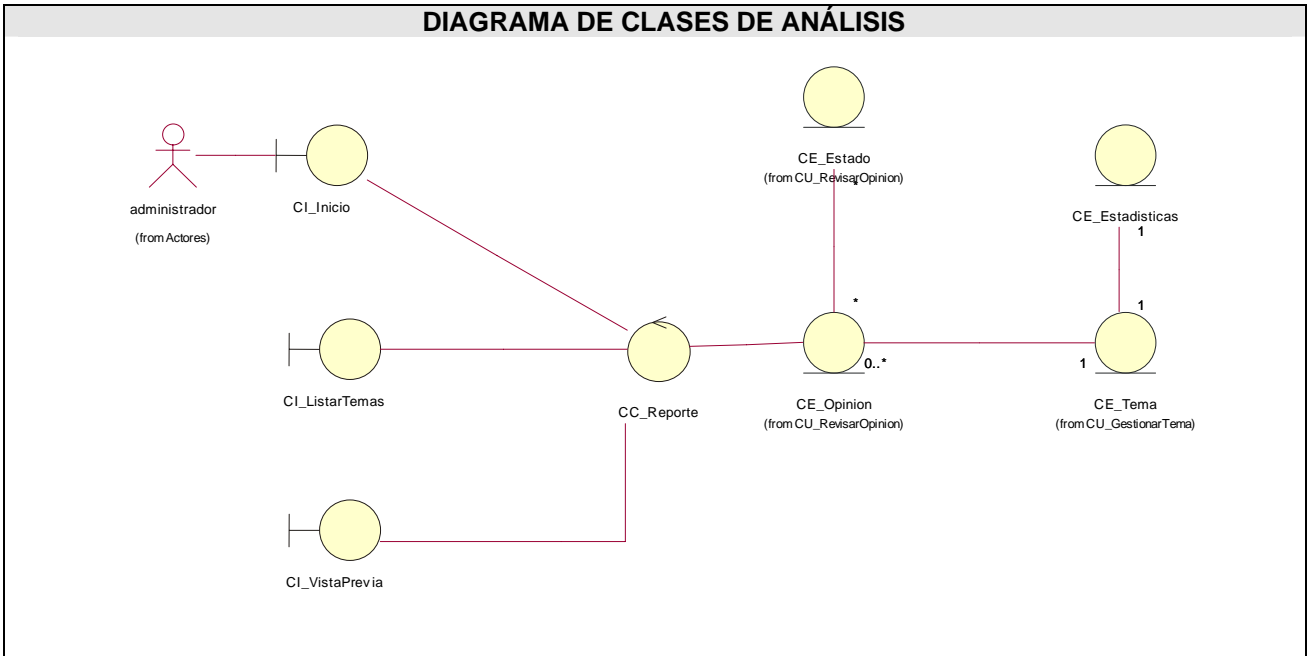 DIAGRAMA DE CLASES DE ANÁLISIS
administrador
(from Actores)
CI_Inicio
CE_Estado
(from CU_RevisarOpinion)
*
*
CE_Estadisticas
1
1
CI_ListarTemas
CC_Reporte
0..*
1
CE_Opinion
(from CU_RevisarOpinion)
CE_Tema
(from CU_GestionarTema)
CI_VistaPrevia